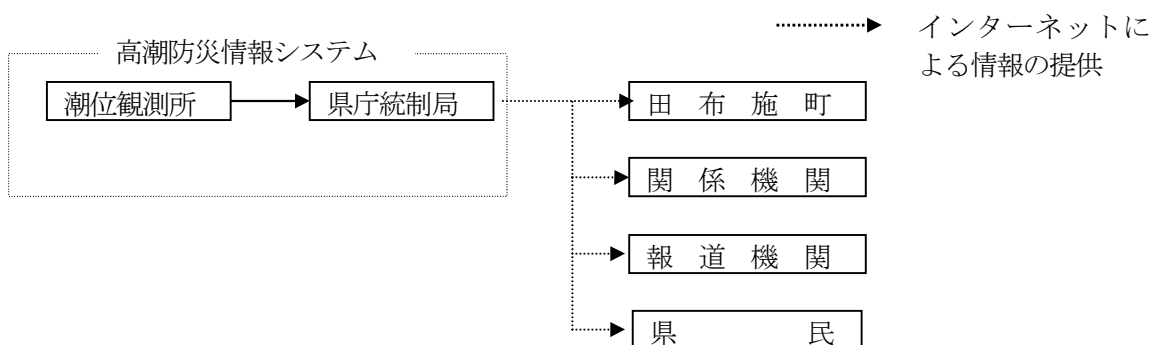 インターネットに
よる情報の提供
高潮防災情報システム
潮位観測所
県庁統制局
田布施町
関係機関
報道機関
県民